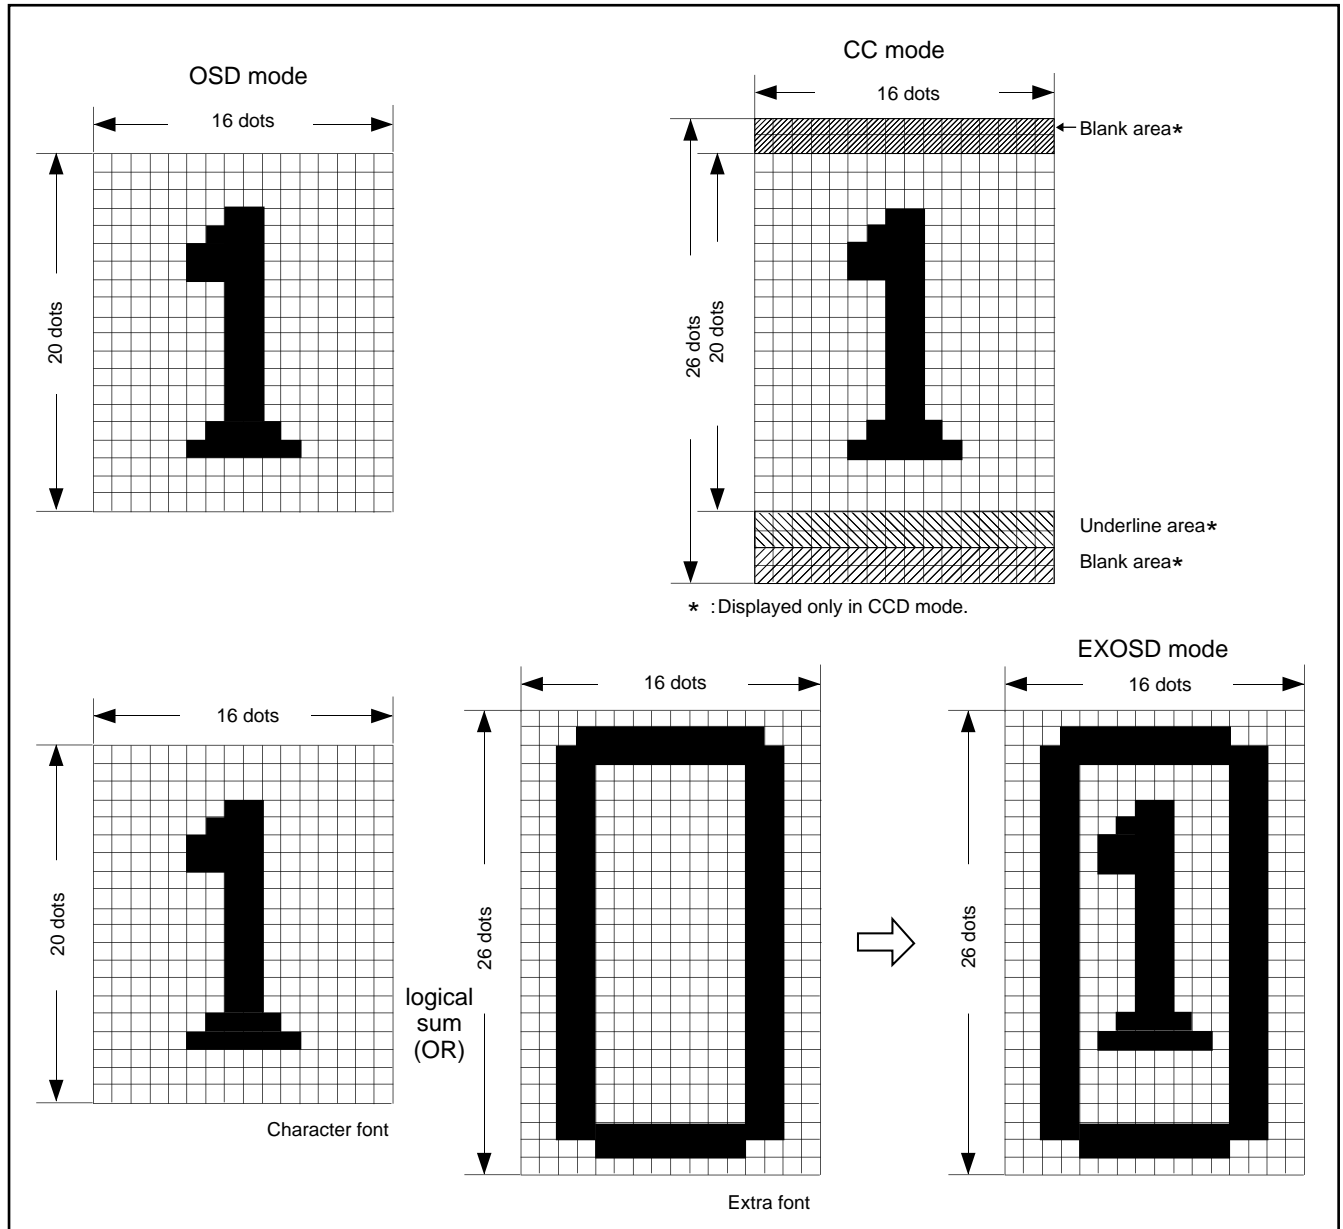 OSD mode
16 dots
20 dots
CC mode
16 dots
Blank area*
26 dots
20 dots
Underline area*
Blank area*
* : Displayed only in CCD mode.
16 dots
20 dots
Character font
logical
sum
(OR)
16 dots
26 dots
Extra font
EXOSD mode
16 dots
26 dots